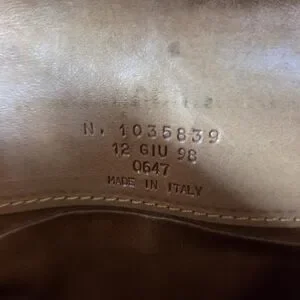 N. 1035839
12 GIU 98
0647
MADE IN ITALY